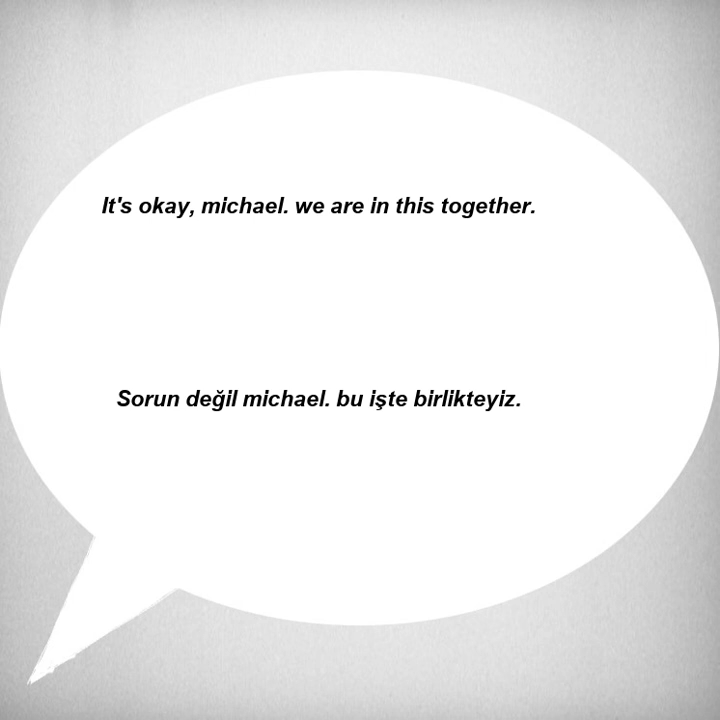 It's okay, michael. we are in this together.
Sorun değil michael. bu işte birlikteyiz.